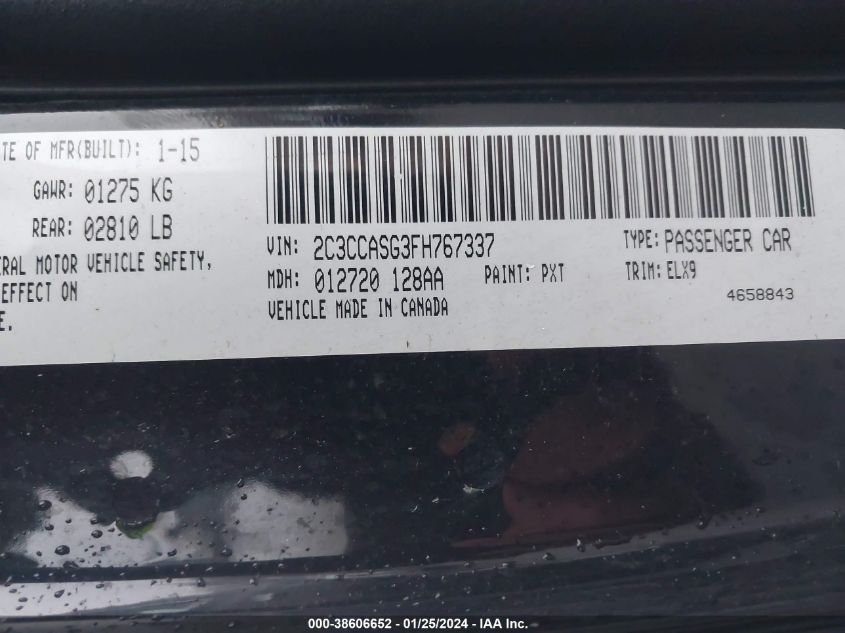 TE OF MFR(BUILT): 1-15
GAWR: 01275 KG
REAR: 02810 LB
ERAL MOTOR VEHICLE SAFETY,
EFFECT ON
E.
VIN: 2C3CCASG3FH767337
TYPE: PASSENGER CAR
MDH: 012720 128AA
PAINT: PXT
TRIM: ELX9
VEHICLE MADE IN CANADA
4658843
000-38606652 - 01/25/2024 - IAA Inc.